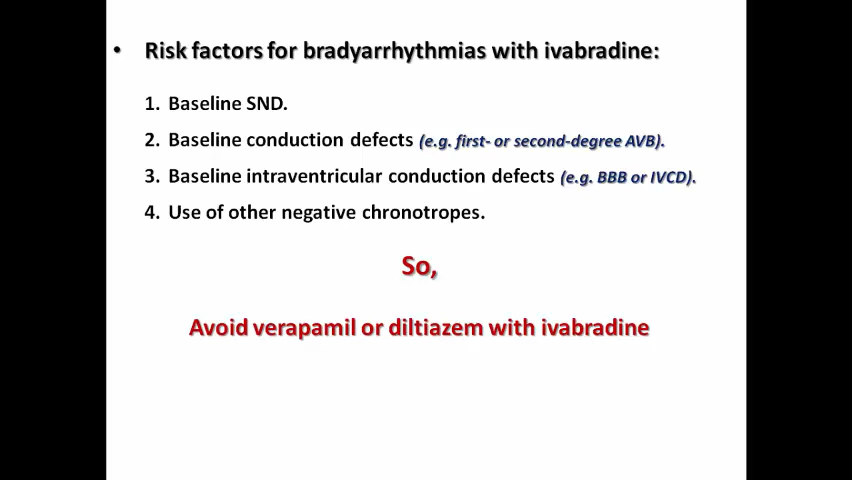 • Risk factors for bradyarrhythmias with ivabradine:
1. Baseline SND.
2. Baseline conduction defects (e.g. first- or second-degree AVB).
3. Baseline intraventricular conduction defects (e.g. BBB or IVCD).
4. Use of other negative chronotropes.
So,
Avoid verapamil or diltiazem with ivabradine